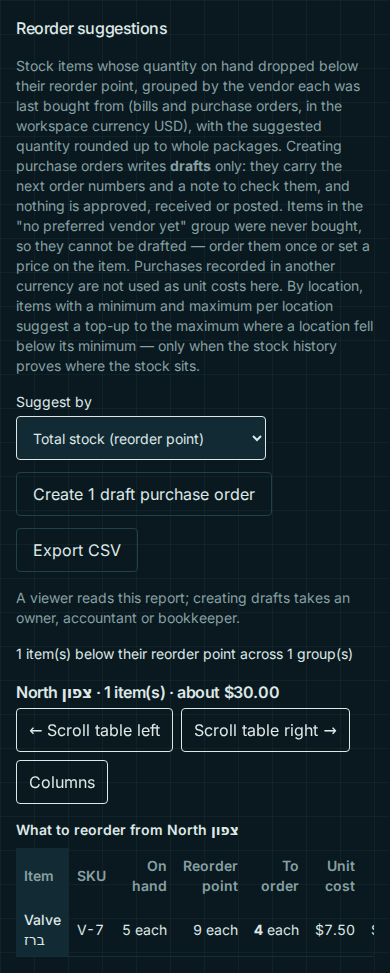 Reorder suggestions
Stock items whose quantity on hand dropped below
their reorder point, grouped by the vendor each was
last bought from (bills and purchase orders, in the
workspace currency USD), with the suggested
quantity rounded up to whole packages. Creating
purchase orders writes drafts only: they carry the
next order numbers and a note to check them, and
nothing is approved, received or posted. Items in the
"no preferred vendor yet" group were never bought,
so they cannot be drafted — order them once or set a
price on the item. Purchases recorded in another
currency are not used as unit costs here. By location,
items with a minimum and maximum per location
suggest a top-up to the maximum where a location fell
below its minimum — only when the stock history
proves where the stock sits.
Suggest by
Total stock (reorder point)
Create 1 draft purchase order
Export CSV
A viewer reads this report; creating drafts takes an
owner, accountant or bookkeeper.
1 item(s) below their reorder point across 1 group(s)
North צפון · 1 item(s) · about $30.00
← Scroll table left Scroll table right →
Columns
What to reorder from North צפון
Item SKU On hand Reorder point To order Unit cost
Valve ברז V-7 5 each 9 each 4 each $7.50